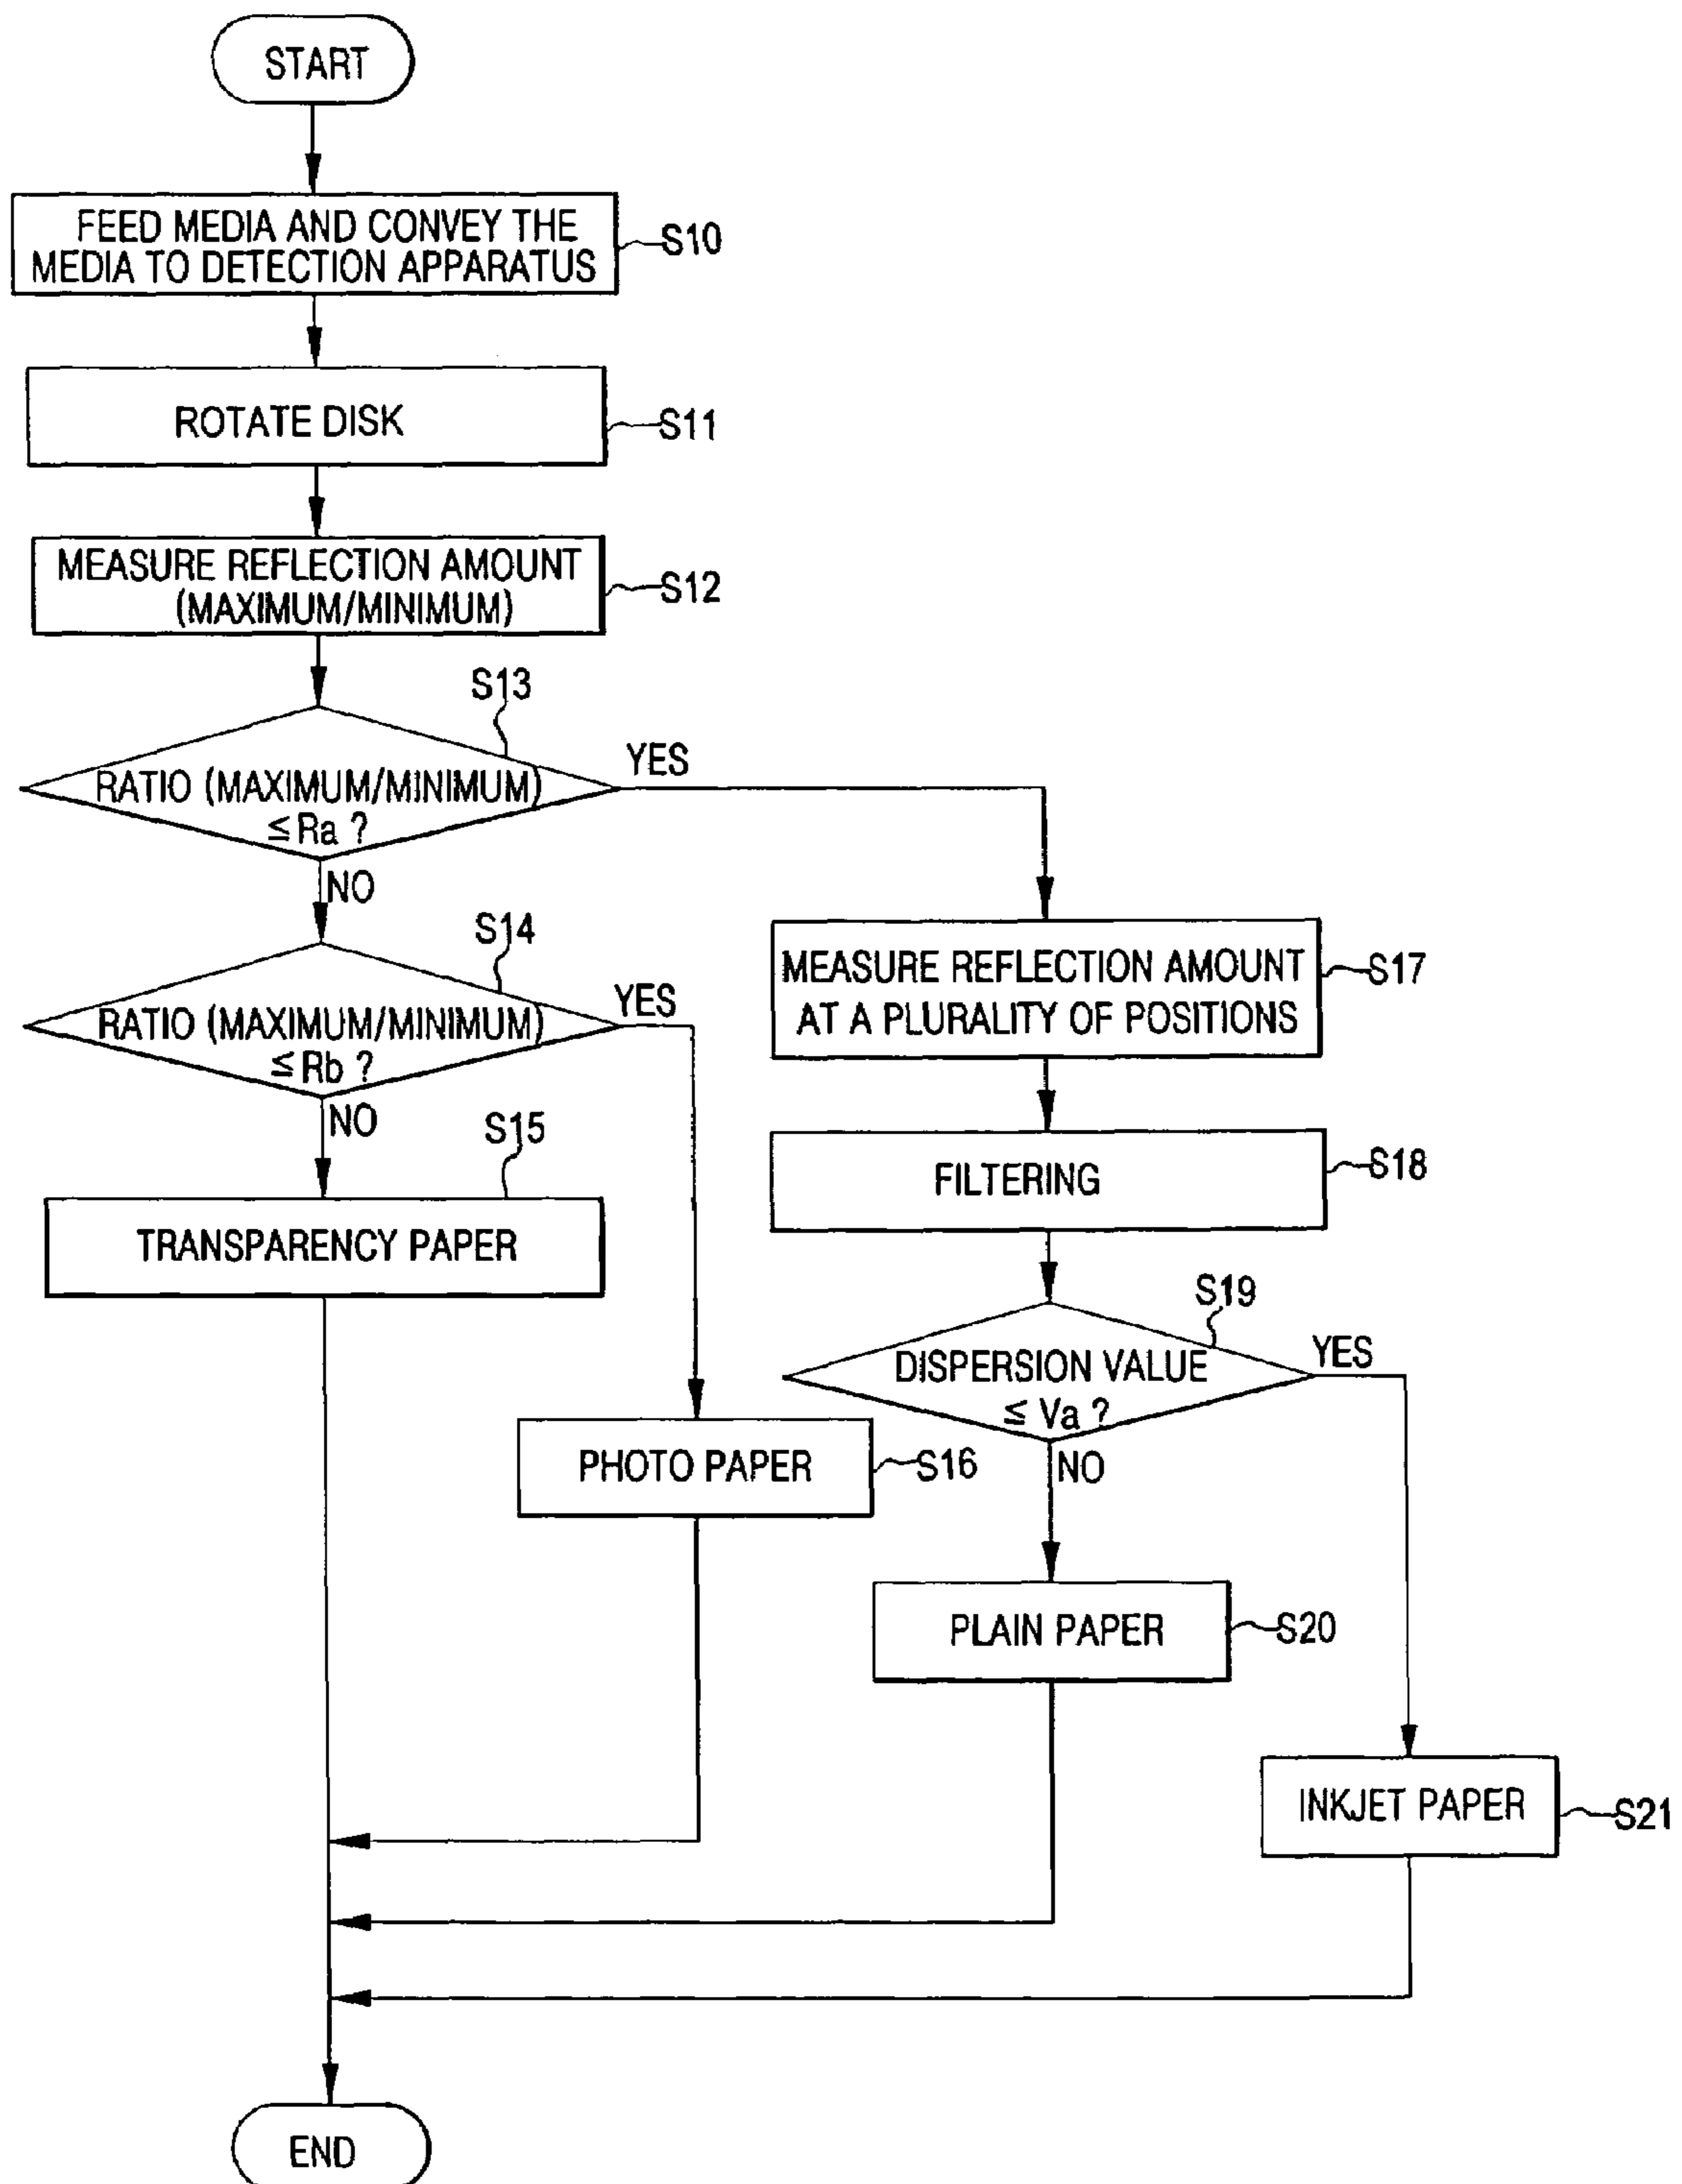 START
FEED MEDIA AND CONVEY THE
MEDIA TO DETECTION APPARATUS
S10
ROTATE DISK
S11
MEASURE REFLECTION AMOUNT
(MAXIMUM/MINIMUM)
S12
S13
RATIO (MAXIMUM/MINIMUM)
≤ Ra ?
YES
NO
S14
RATIO (MAXIMUM/MINIMUM)
≤ Rb ?
YES
NO
S15
TRANSPARENCY PAPER
PHOTO PAPER
S16
MEASURE REFLECTION AMOUNT
AT A PLURALITY OF POSITIONS
S17
FILTERING
S18
S19
DISPERSION VALUE
≤ Va ?
YES
NO
PLAIN PAPER
S20
INKJET PAPER
S21
END